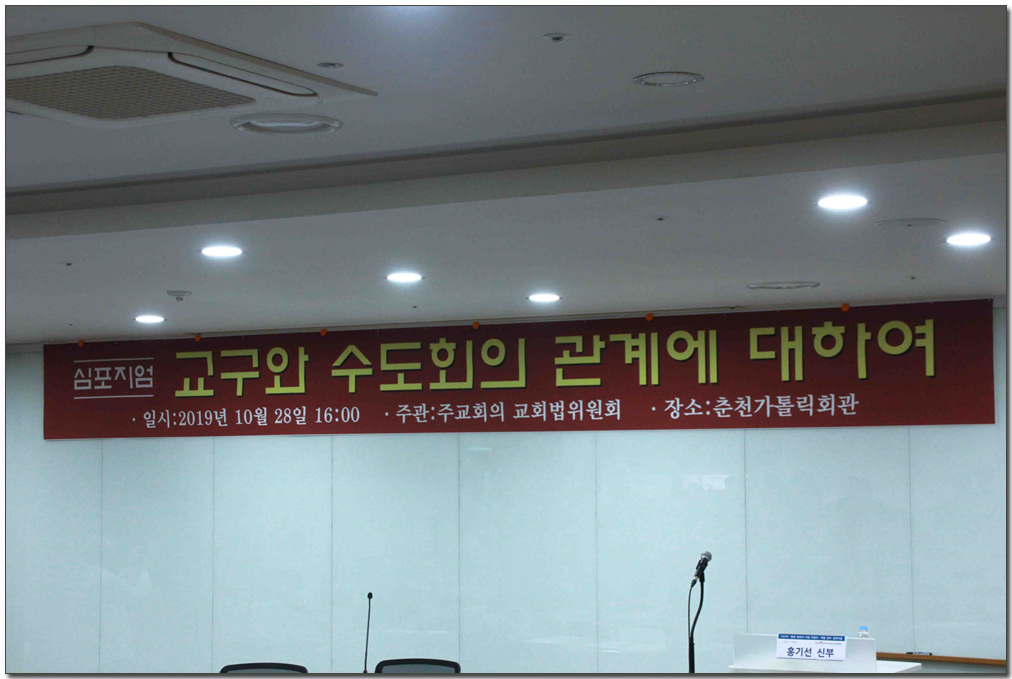 심포지엄 교구와 수도회의 관계에 대하여
· 일시:2019년 10월 28일 16:00 · 주관:주교회의 교회법위원회 · 장소:춘천가톨릭회관
홍기선 신부